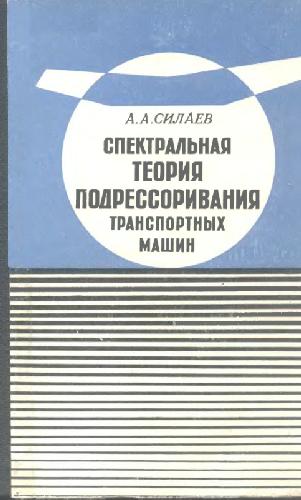 А. А. СИЛАЕВ
СПЕКТРАЛЬНАЯ
ТЕОРИЯ
ПОДРЕССОРИВАНИЯ
ТРАНСПОРТНЫХ
МАШИН